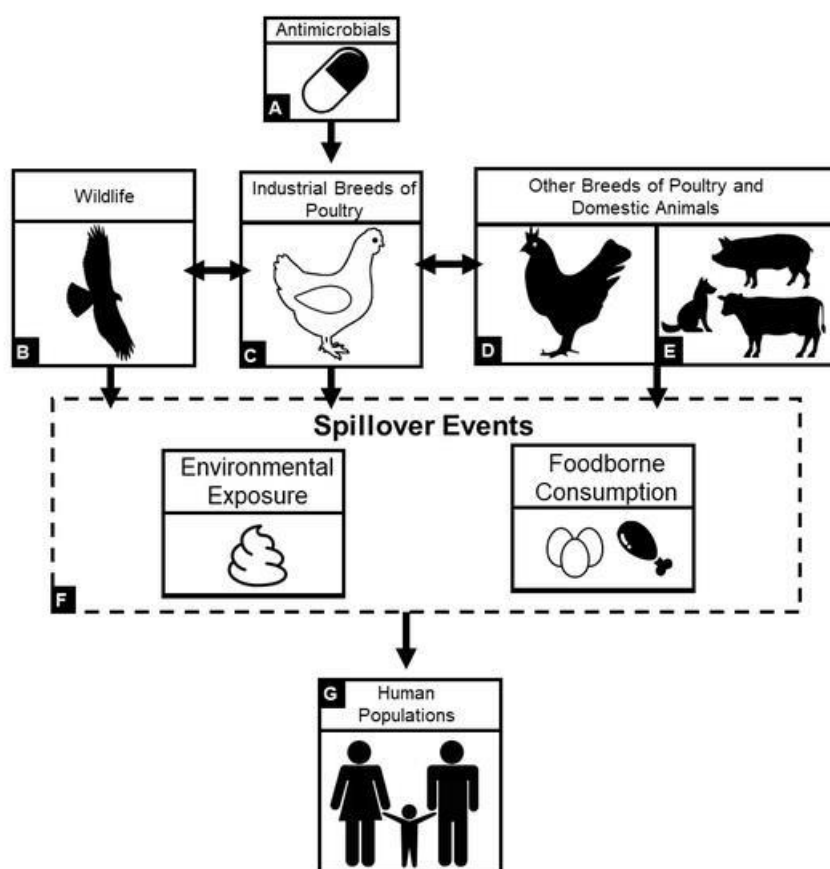 Antimicrobials
A
Wildlife
Industrial Breeds of
Poultry
Other Breeds of Poultry and
Domestic Animals
B
C
D
E
Spillover Events
Environmental
Exposure
Foodborne
Consumption
F
G
Human
Populations